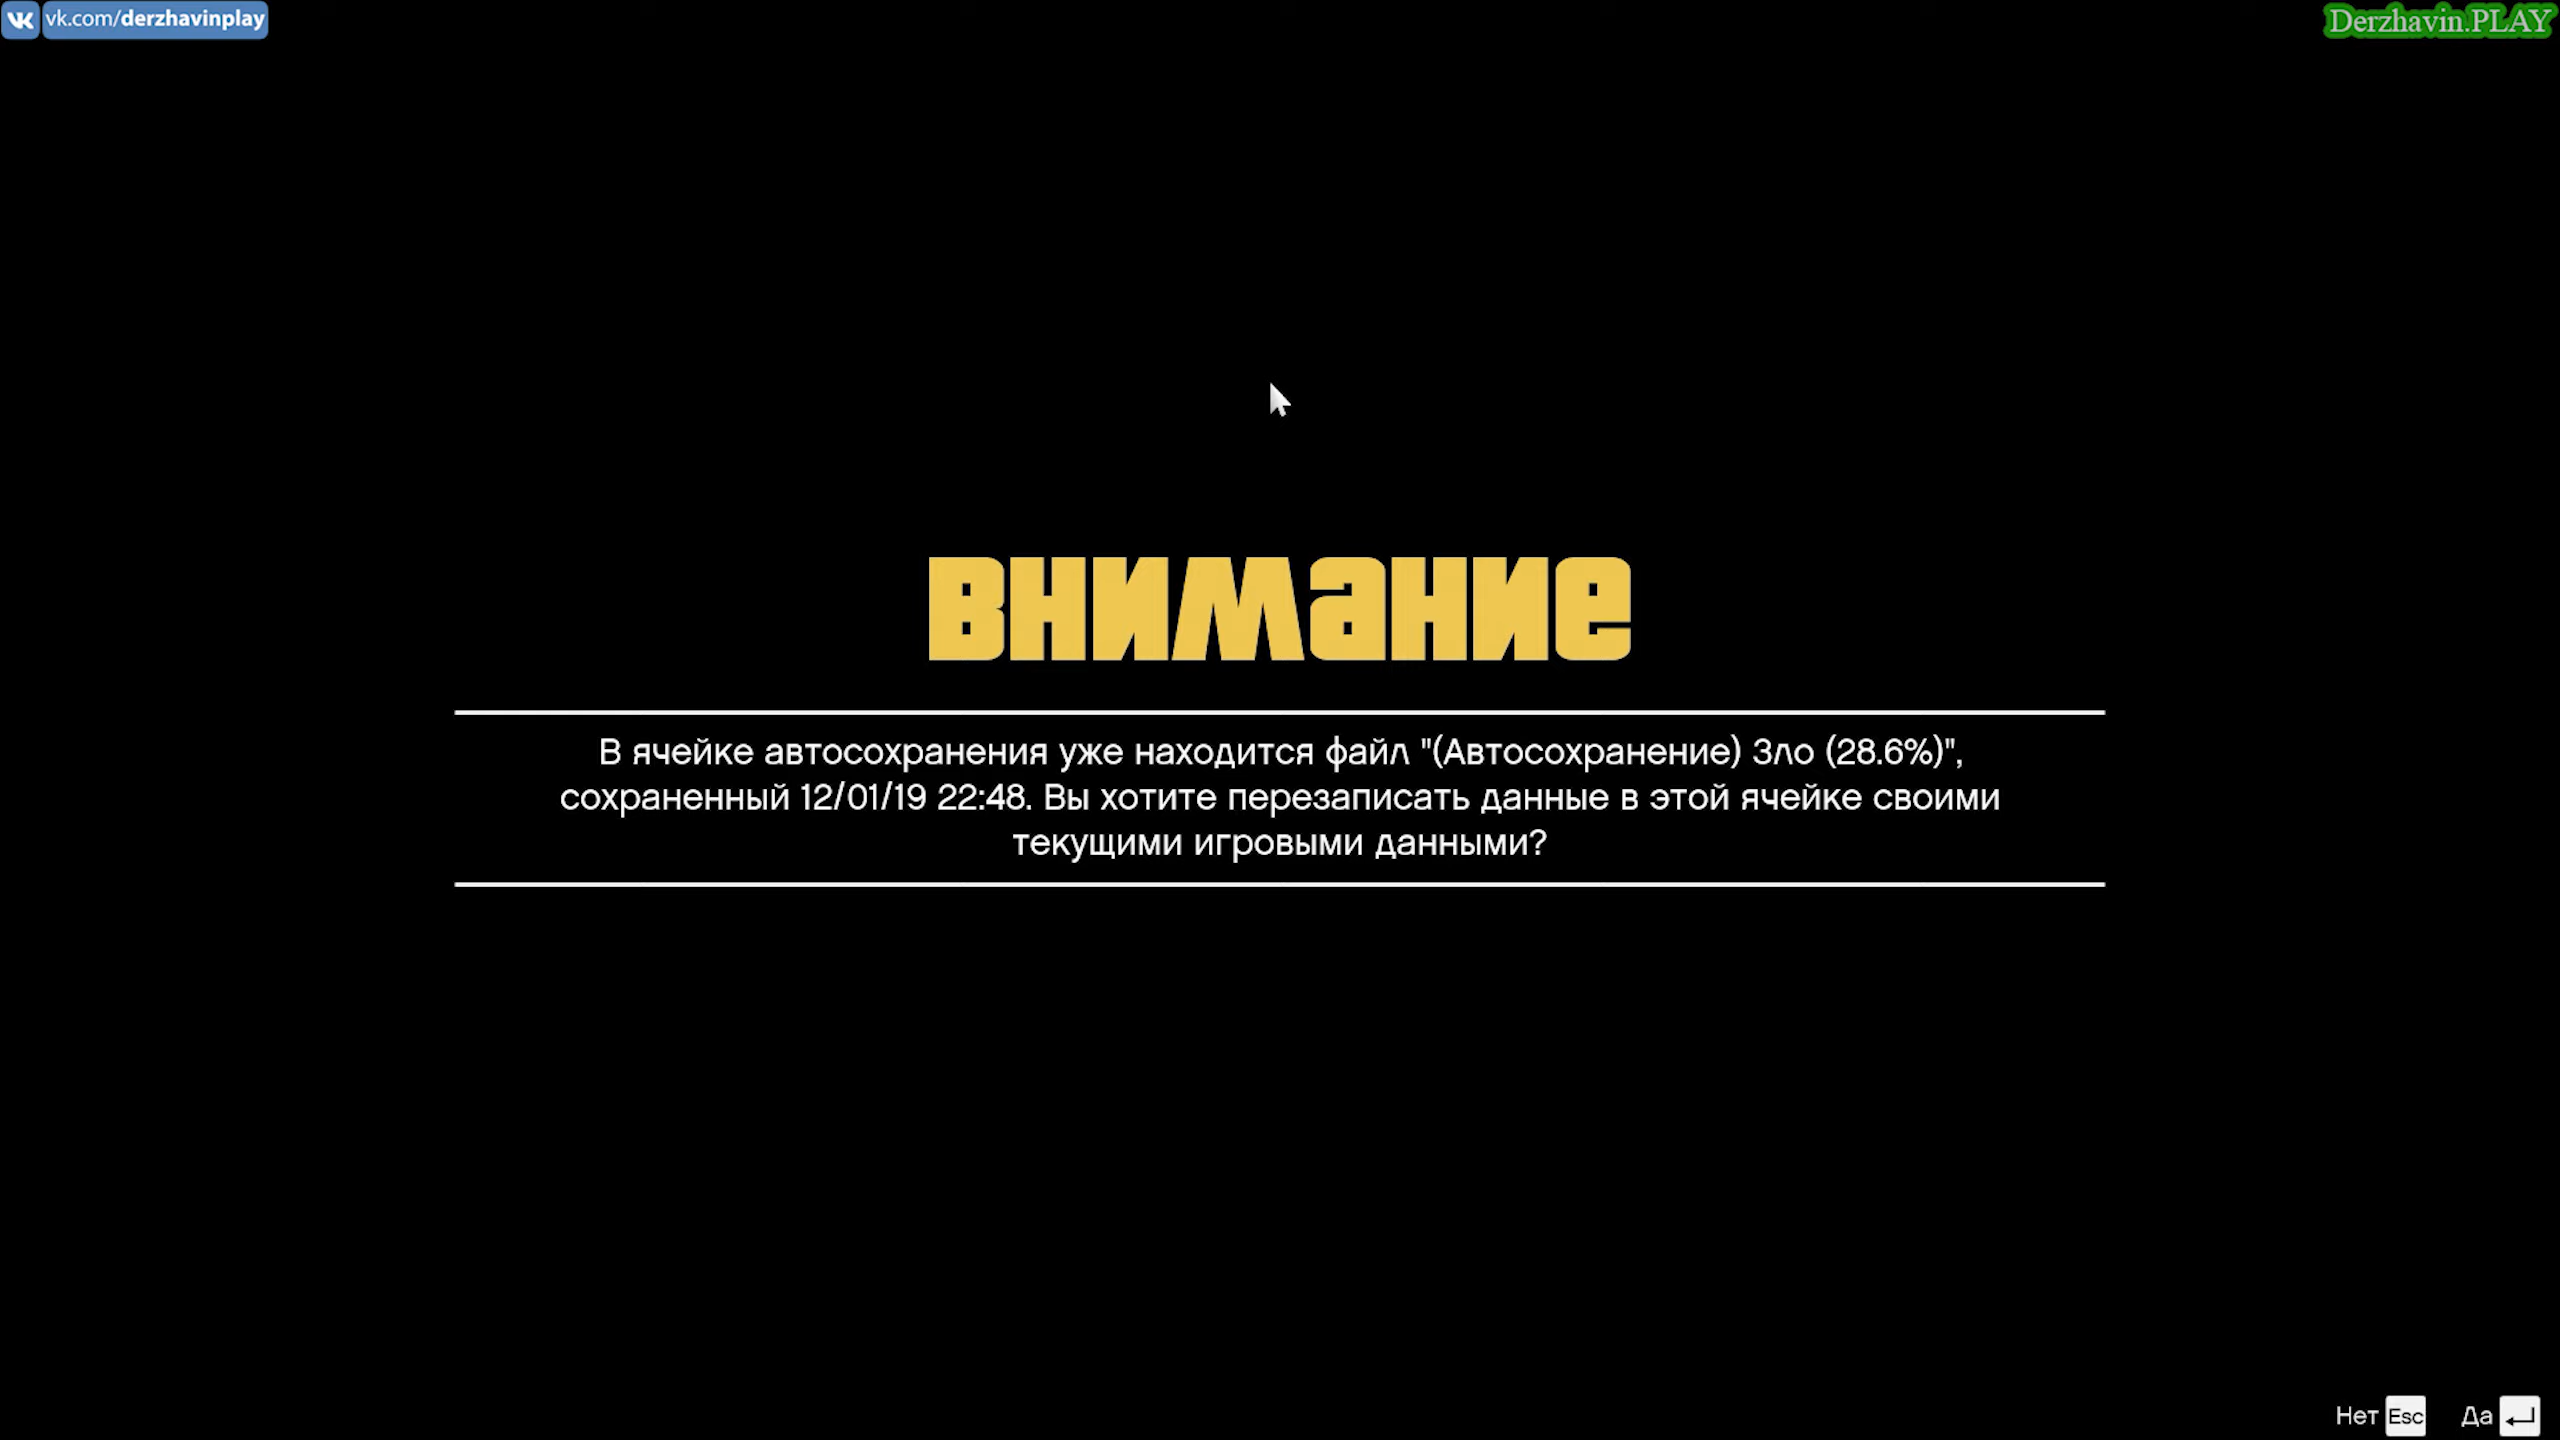 vk.com/derzhavinplay
Derzhavin.PLAY
внимание
В ячейке автосохранения уже находится файл "(Автосохранение) Зло (28.6%)",
сохраненный 12/01/19 22:48. Вы хотите перезаписать данные в этой ячейке своими
текущими игровыми данными?
Нет Esc Да